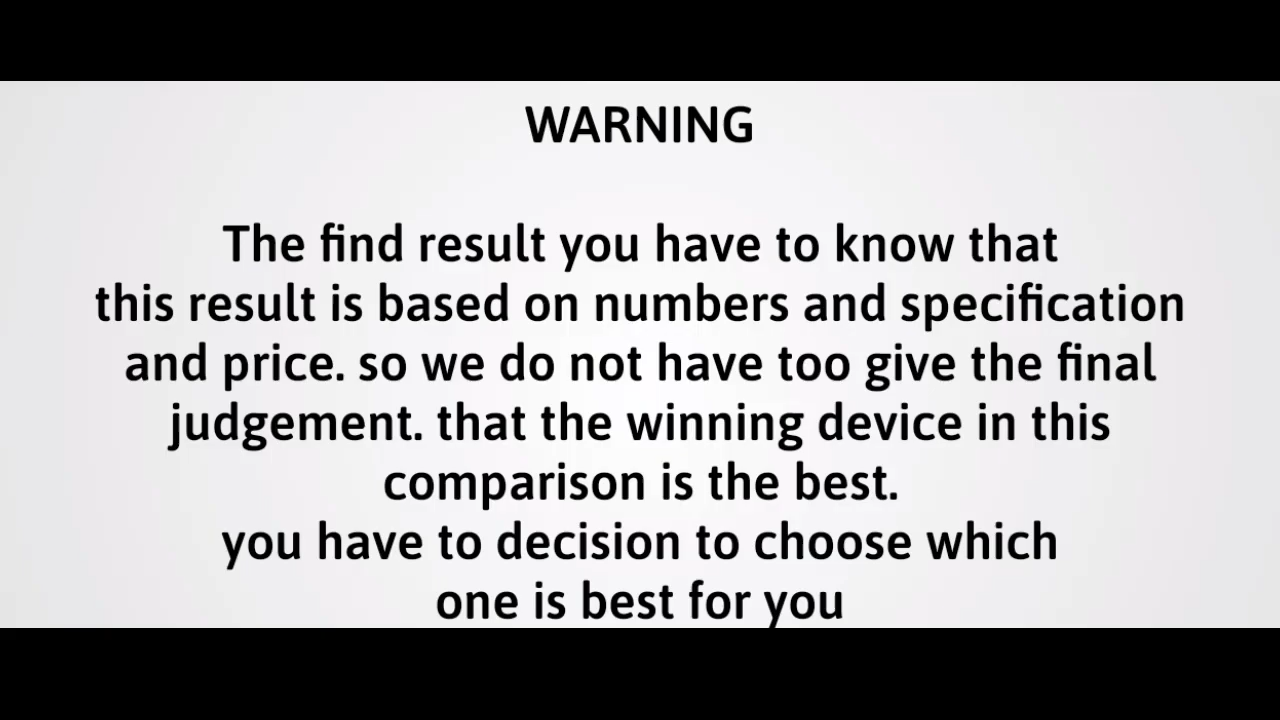 WARNING
The find result you have to know that
this result is based on numbers and specification
and price. so we do not have too give the final
judgement. that the winning device in this
comparison is the best.
you have to decision to choose which
one is best for you